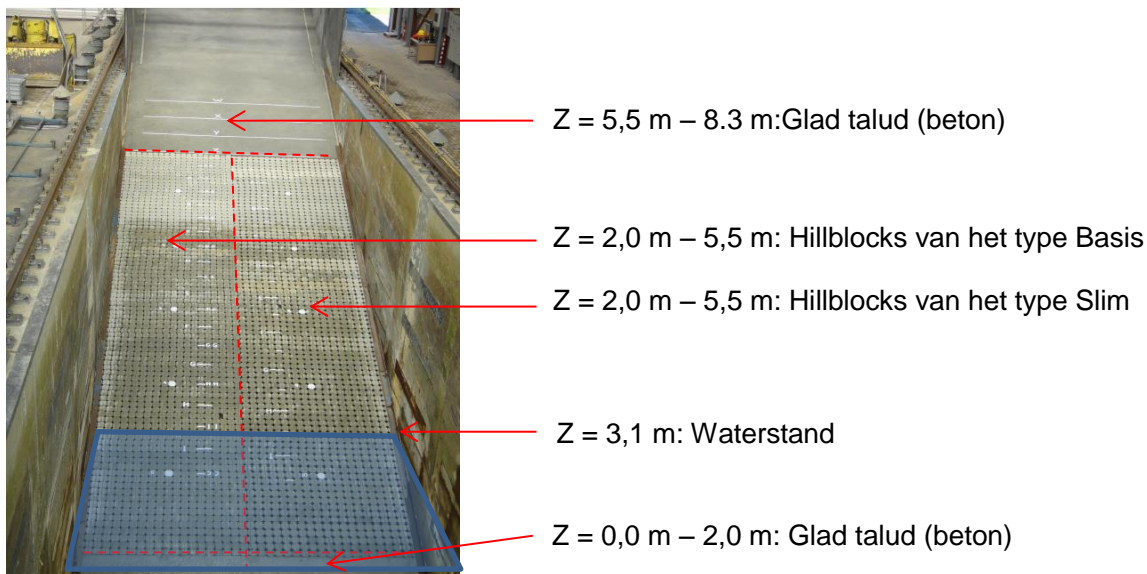 Z = 5,5 m – 8.3 m:Glad talud (beton)
Z = 2,0 m – 5,5 m: Hillblocks van het type Basis
Z = 2,0 m – 5,5 m: Hillblocks van het type Slim
Z = 3,1 m: Waterstand
Z = 0,0 m – 2,0 m: Glad talud (beton)